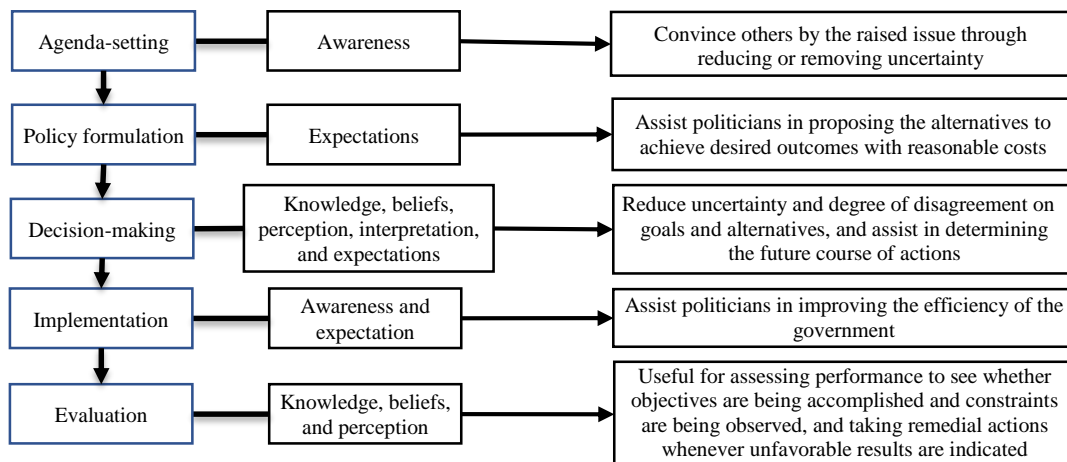 Agenda-setting
Awareness
Convince others by the raised issue through
reducing or removing uncertainty
Policy formulation
Expectations
Assist politicians in proposing the alternatives to
achieve desired outcomes with reasonable costs
Decision-making
Knowledge, beliefs,
perception, interpretation,
and expectations
Reduce uncertainty and degree of disagreement on
goals and alternatives, and assist in determining
the future course of actions
Implementation
Awareness and
expectation
Assist politicians in improving the efficiency of the
government
Evaluation
Knowledge, beliefs,
and perception
Useful for assessing performance to see whether
objectives are being accomplished and constraints
are being observed, and taking remedial actions
whenever unfavorable results are indicated